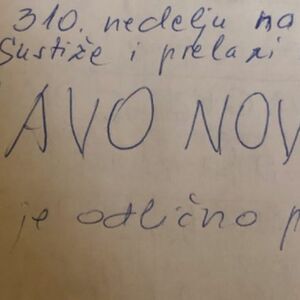 310. nedelju na
Sustiže i prelazi
AVO NOV
je odlično p